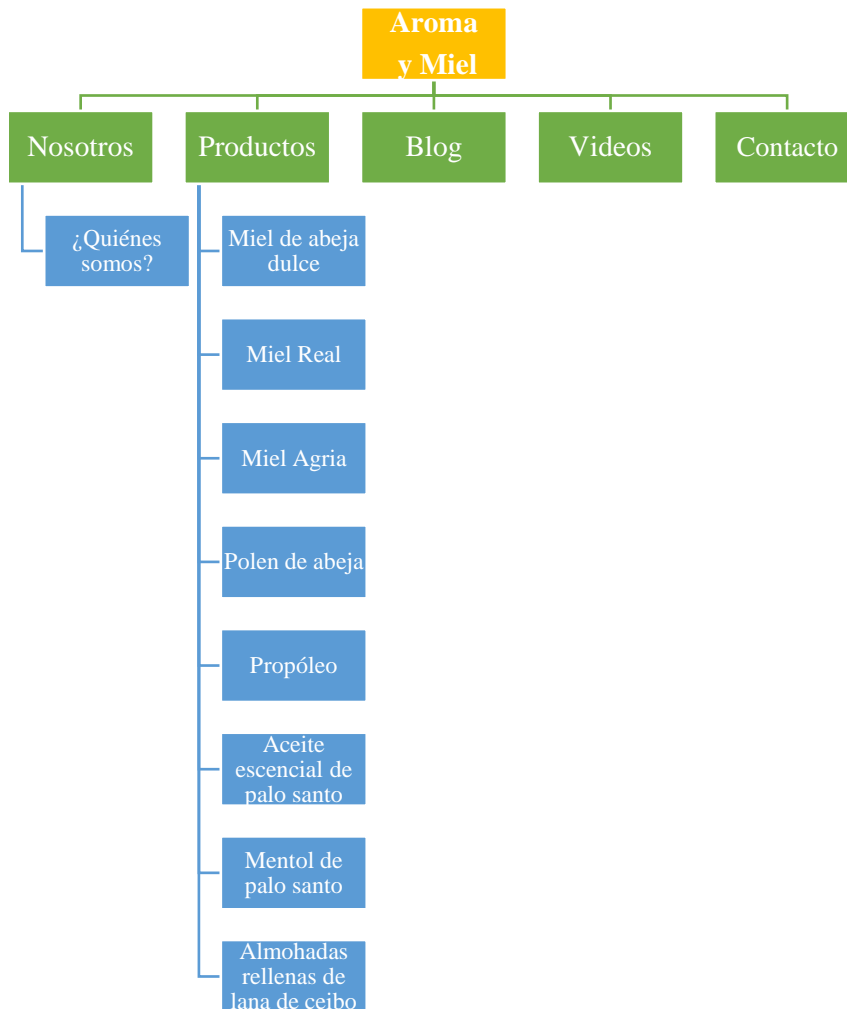 Aroma
y Miel
Nosotros
Productos
Blog
Videos
Contacto
¿Quiénes
somos?
Miel de abeja
dulce
Miel Real
Miel Agria
Polen de abeja
Propóleo
Aceite
escencial de
palo santo
Mentol de
palo santo
Almohadas
rellenas de
lana de ceibo